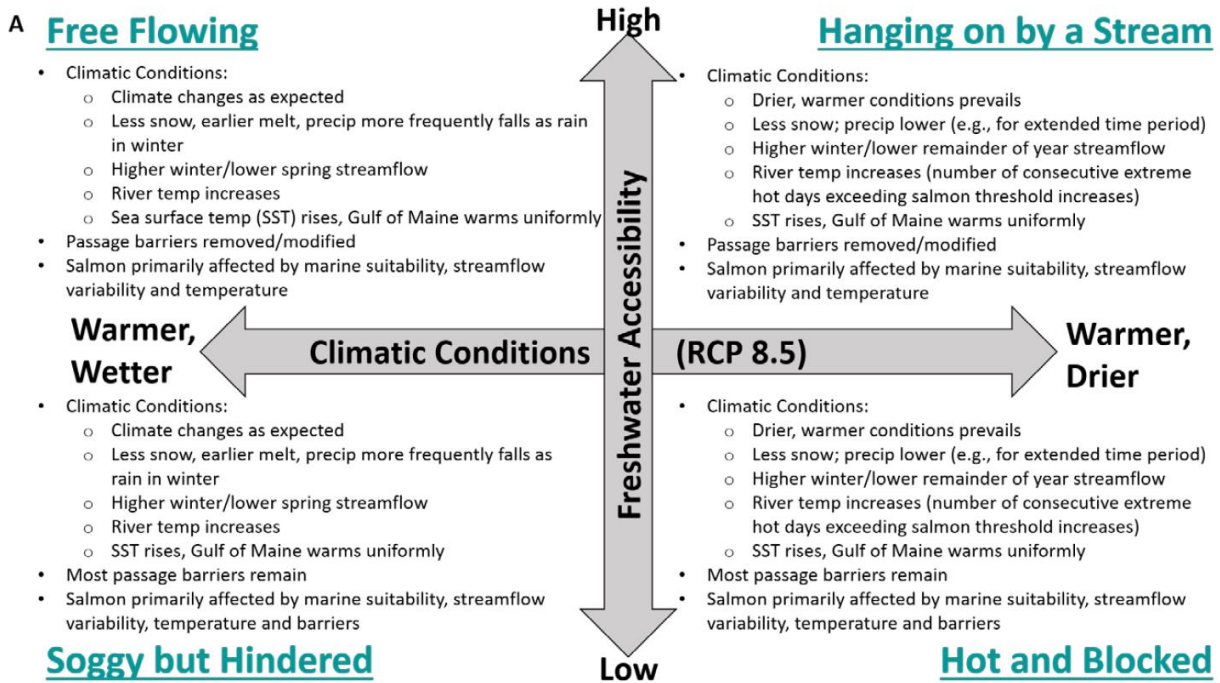 A
Free Flowing
• Climatic Conditions:
o Climate changes as expected
o Less snow, earlier melt, precip more frequently falls as rain
in winter
o Higher winter/lower spring streamflow
o River temp increases
o Sea surface temp (SST) rises, Gulf of Maine warms uniformly
• Passage barriers removed/modified
• Salmon primarily affected by marine suitability, streamflow
variability and temperature
High
Hanging on by a Stream
• Climatic Conditions:
o Drier, warmer conditions prevails
o Less snow; precip lower (e.g., for extended time period)
o Higher winter/lower remainder of year streamflow
o River temp increases (number of consecutive extreme
hot days exceeding salmon threshold increases)
o SST rises, Gulf of Maine warms uniformly
• Passage barriers removed/modified
• Salmon primarily affected by marine suitability, streamflow
variability and temperature
Warmer,
Wetter
Climatic Conditions (RCP 8.5)
Freshwater Accessibility
Warmer,
Drier
• Climatic Conditions:
o Climate changes as expected
o Less snow, earlier melt, precip more frequently falls as
rain in winter
o Higher winter/lower spring streamflow
o River temp increases
o SST rises, Gulf of Maine warms uniformly
• Most passage barriers remain
• Salmon primarily affected by marine suitability, streamflow
variability, temperature and barriers
Soggy but Hindered
Low
• Climatic Conditions:
o Drier, warmer conditions prevails
o Less snow; precip lower (e.g., for extended time period)
o Higher winter/lower remainder of year streamflow
o River temp increases (number of consecutive extreme
hot days exceeding salmon threshold increases)
o SST rises, Gulf of Maine warms uniformly
• Most passage barriers remain
• Salmon primarily affected by marine suitability, streamflow
variability, temperature and barriers
Hot and Blocked